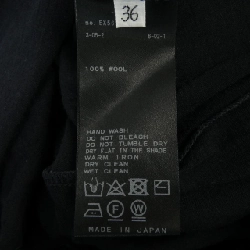 36
100% WOOL
HAND WASH
DO NOT BLEACH
DO NOT TUMBLE DRY
DRY FLAT IN THE SHADE
WARM IRON
DRY CLEAN
WET CLEAN
MADE IN JAPAN